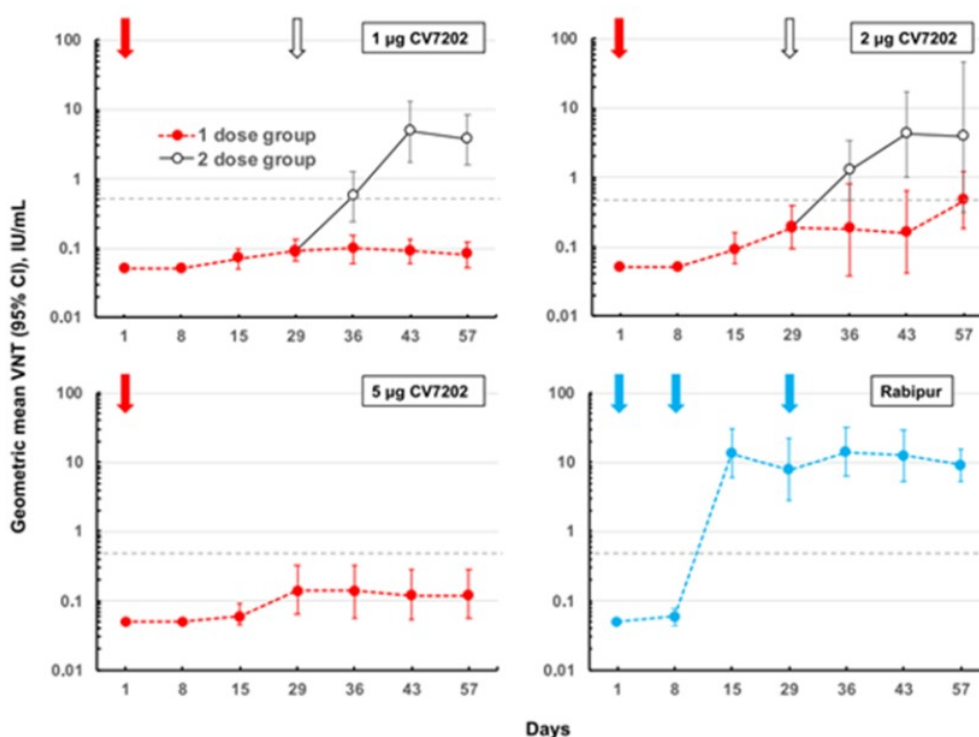 Geometric mean VNT (95% CI), IU/mL
1 µg CV7202
100
10
1
0.1
0.01
1 dose group
2 dose group
1 8 15 29 36 43 57
2 µg CV7202
100
10
1
0.1
0.01
1 8 15 29 36 43 57
5 µg CV7202
100
10
1
0.1
0.01
1 8 15 29 36 43 57
Rabipur
100
10
1
0.1
0.01
1 8 15 29 36 43 57
Days